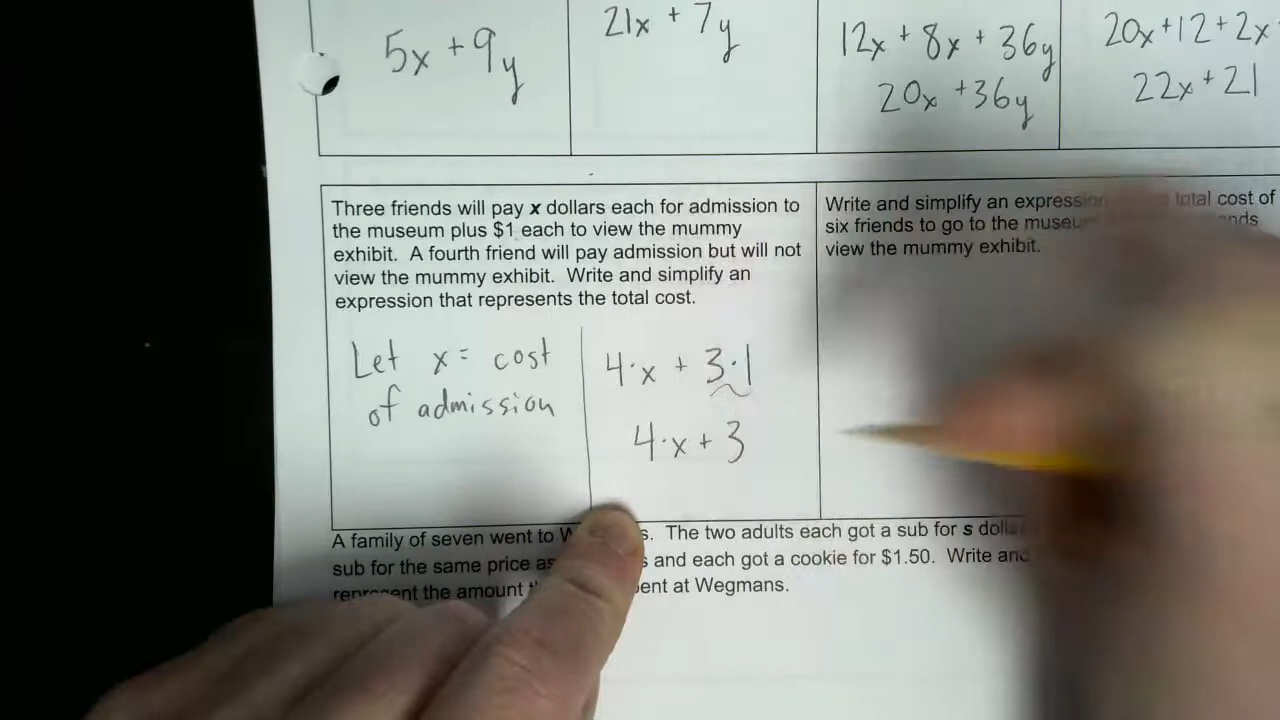 5x + 9y
21x + 7y
12x + 8x + 36y
20x + 36y
20x + 12 + 2x
22x + 21
Three friends will pay x dollars each for admission to
the museum plus $1 each to view the mummy
exhibit. A fourth friend will pay admission but will not
view the mummy exhibit. Write and simplify an
expression that represents the total cost.
Let x = cost
of admission
4·x + 3·1
4·x + 3
Write and simplify an expression total cost of
six friends to go to the
view the mummy exhibit.
A family of seven went to The two adults each got a sub for s
sub for the same price and each got a cookie for $1.50. Write and
the amount at Wegmans.